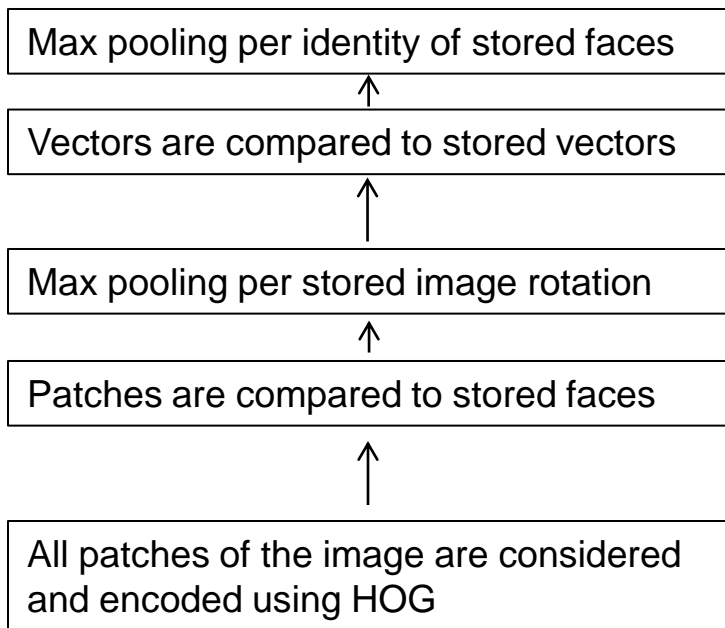 Max pooling per identity of stored faces
Vectors are compared to stored vectors
Max pooling per stored image rotation
Patches are compared to stored faces
All patches of the image are considered
and encoded using HOG